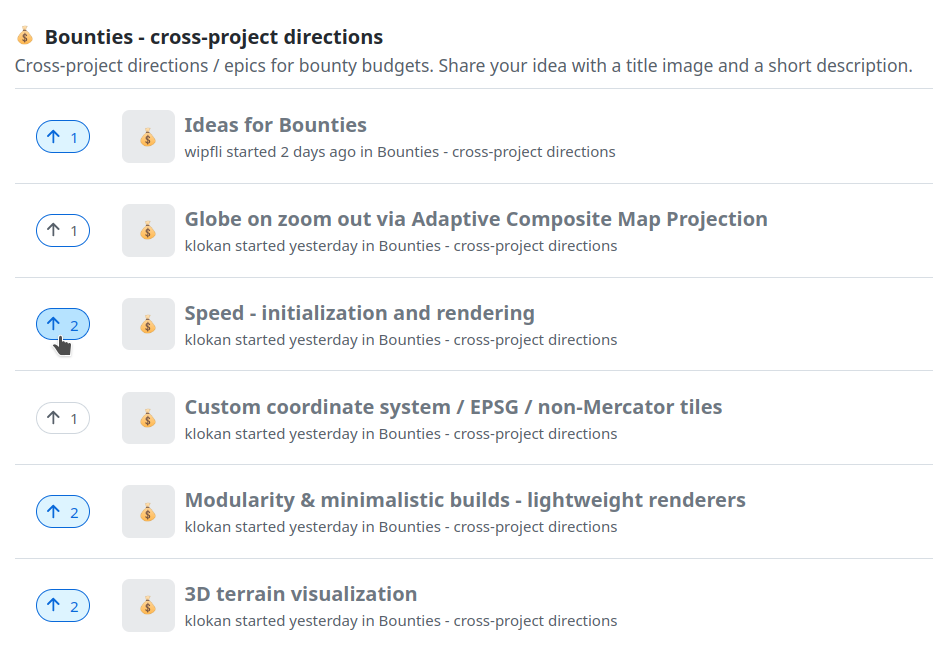 Bounties - cross-project directions
Cross-project directions / epics for bounty budgets. Share your idea with a title image and a short description.
1
Ideas for Bounties
wipfli started 2 days ago in Bounties - cross-project directions
1
Globe on zoom out via Adaptive Composite Map Projection
klokan started yesterday in Bounties - cross-project directions
2
Speed - initialization and rendering
klokan started yesterday in Bounties - cross-project directions
1
Custom coordinate system / EPSG / non-Mercator tiles
klokan started yesterday in Bounties - cross-project directions
2
Modularity & minimalistic builds - lightweight renderers
klokan started yesterday in Bounties - cross-project directions
2
3D terrain visualization
klokan started yesterday in Bounties - cross-project directions